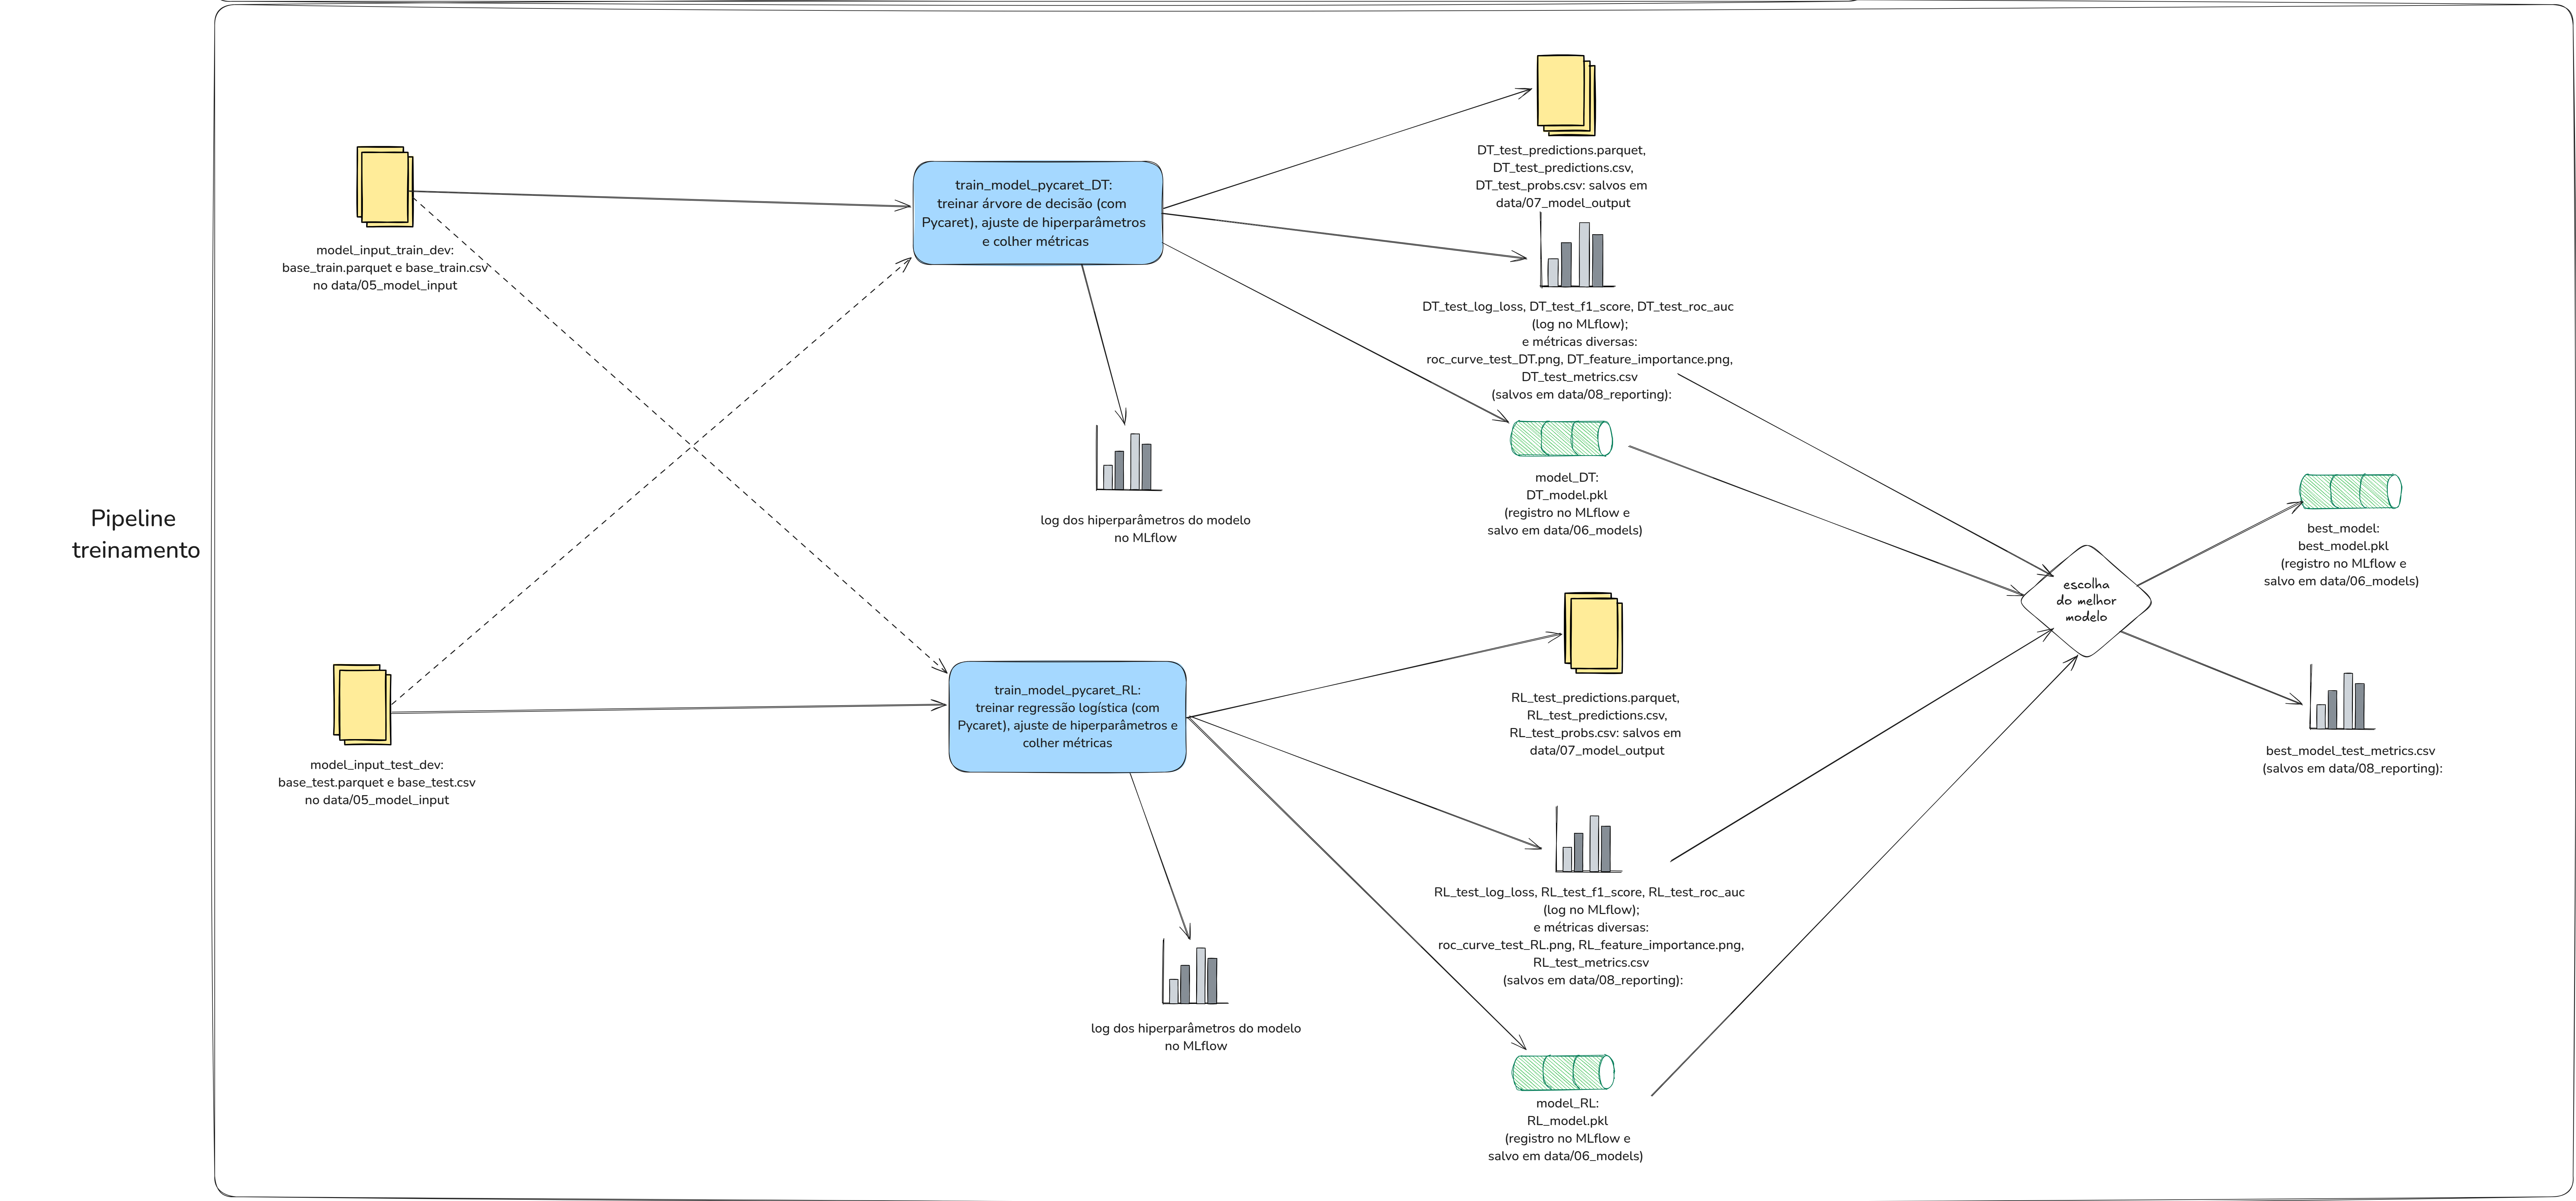 Pipeline
treinamento
model_input_train_dev:
base_train.parquet e base_train.csv
no data/05_model_input
model_input_test_dev:
base_test.parquet e base_test.csv
no data/05_model_input
train_model_pycaret_DT:
treinar árvore de decisão (com
Pycaret), ajuste de hiperparâmetros
e colher métricas
log dos hiperparâmetros do modelo
no MLflow
train_model_pycaret_RL:
treinar regressão logística (com
Pycaret), ajuste de hiperparâmetros e
colher métricas
log dos hiperparâmetros do modelo
no MLflow
DT_test_predictions.parquet,
DT_test_predictions.csv,
DT_test_probs.csv: salvos em
data/07_model_output
DT_test_log_loss, DT_test_f1_score, DT_test_roc_auc
(log no MLflow);
e métricas diversas:
roc_curve_test_DT.png, DT_feature_importance.png,
DT_test_metrics.csv
(salvos em data/08_reporting):
model_DT:
DT_model.pkl
(registro no MLflow e
salvo em data/06_models)
RL_test_predictions.parquet,
RL_test_predictions.csv,
RL_test_probs.csv: salvos em
data/07_model_output
RL_test_log_loss, RL_test_f1_score, RL_test_roc_auc
(log no MLflow);
e métricas diversas:
roc_curve_test_RL.png, RL_feature_importance.png,
RL_test_metrics.csv
(salvos em data/08_reporting):
model_RL:
RL_model.pkl
(registro no MLflow e
salvo em data/06_models)
escolha
do melhor
modelo
best_model:
best_model.pkl
(registro no MLflow e
salvo em data/06_models)
best_model_test_metrics.csv
(salvos em data/08_reporting):